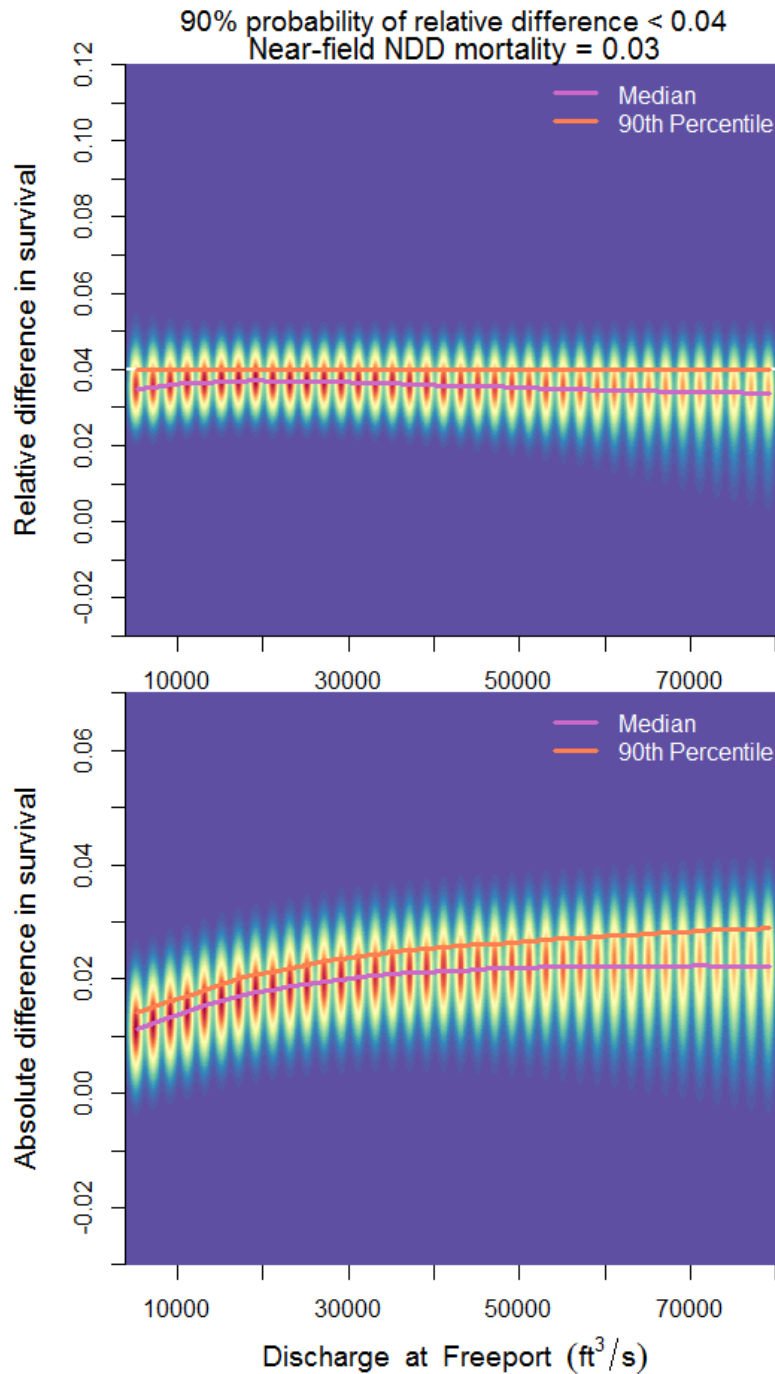 90% probability of relative difference < 0.04
Near-field NDD mortality = 0.03
Median
90th Percentile
0.12
0.10
0.08
0.06
0.04
0.02
0.00
-0.02
Relative difference in survival
10000 30000 50000 70000
Median
90th Percentile
0.06
0.04
0.02
0.00
-0.02
Absolute difference in survival
10000 30000 50000 70000
Discharge at Freeport (ft³/s)